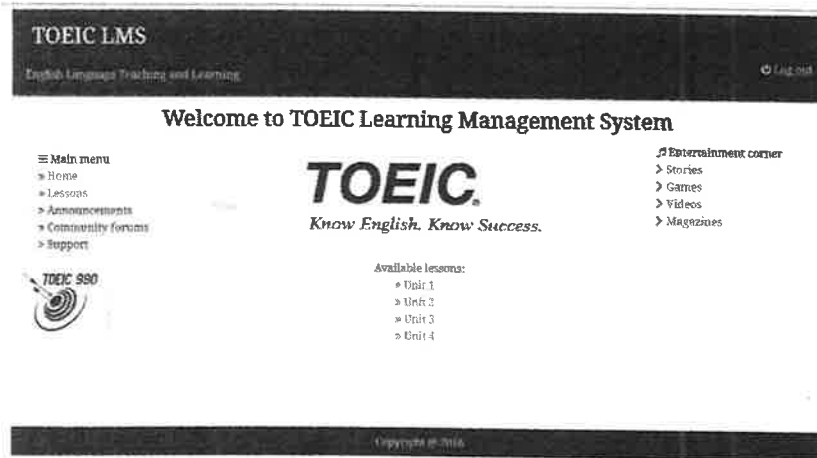 TOEIC LMS
English Language Teaching and Learning
Log out
Welcome to TOEIC Learning Management System
Main menu
» Home
» Lessons
» Announcements
» Community forums
» Support
TOEIC 990
TOEIC.
Know English. Know Success.
Available lessons:
» Unit 1
» Unit 2
» Unit 3
» Unit 4
Entertainment corner
Stories
Games
Videos
Magazines
Copyright © 2016